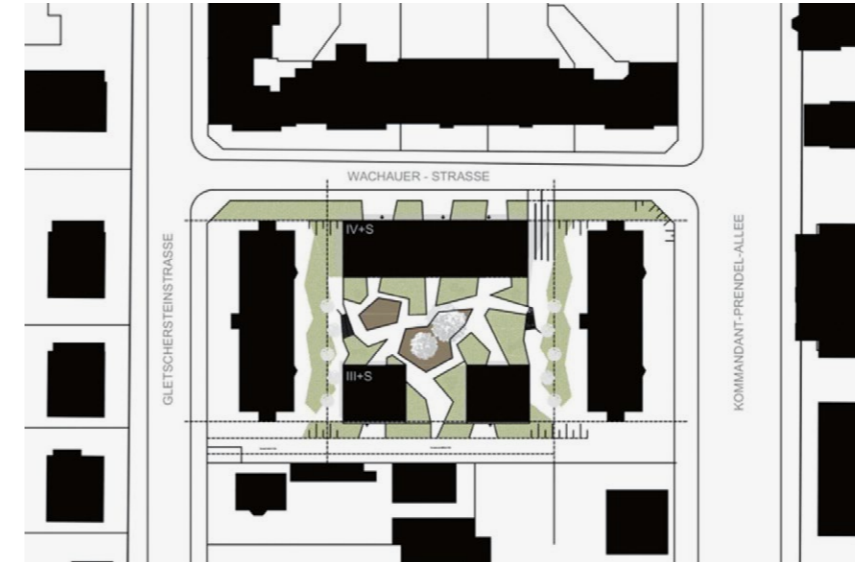 WACHAUER - STRASSE
IV+S
GLETSCHERSTEINSTRASSE
KOMMANDANT-PRENDEL-ALLEE
III+S